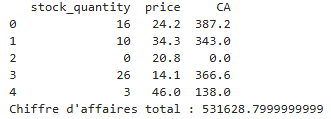 stock_quantity price CA
0 16 24.2 387.2
1 10 34.3 343.0
2 0 20.8 0.0
3 26 14.1 366.6
4 3 46.0 138.0
Chiffre d'affaires total : 531628.7999999999